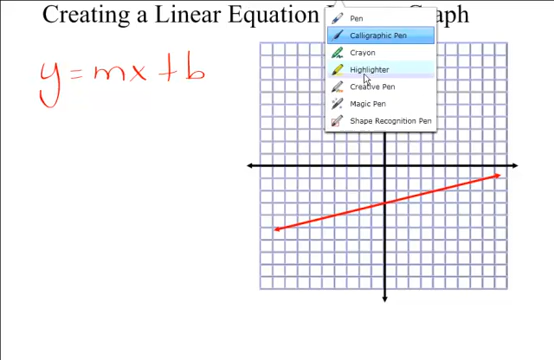 Creating a Linear Equation
Graph
y = mx + b
Pen
Calligraphic Pen
Crayon
Highlighter
Creative Pen
Magic Pen
Shape Recognition Pen